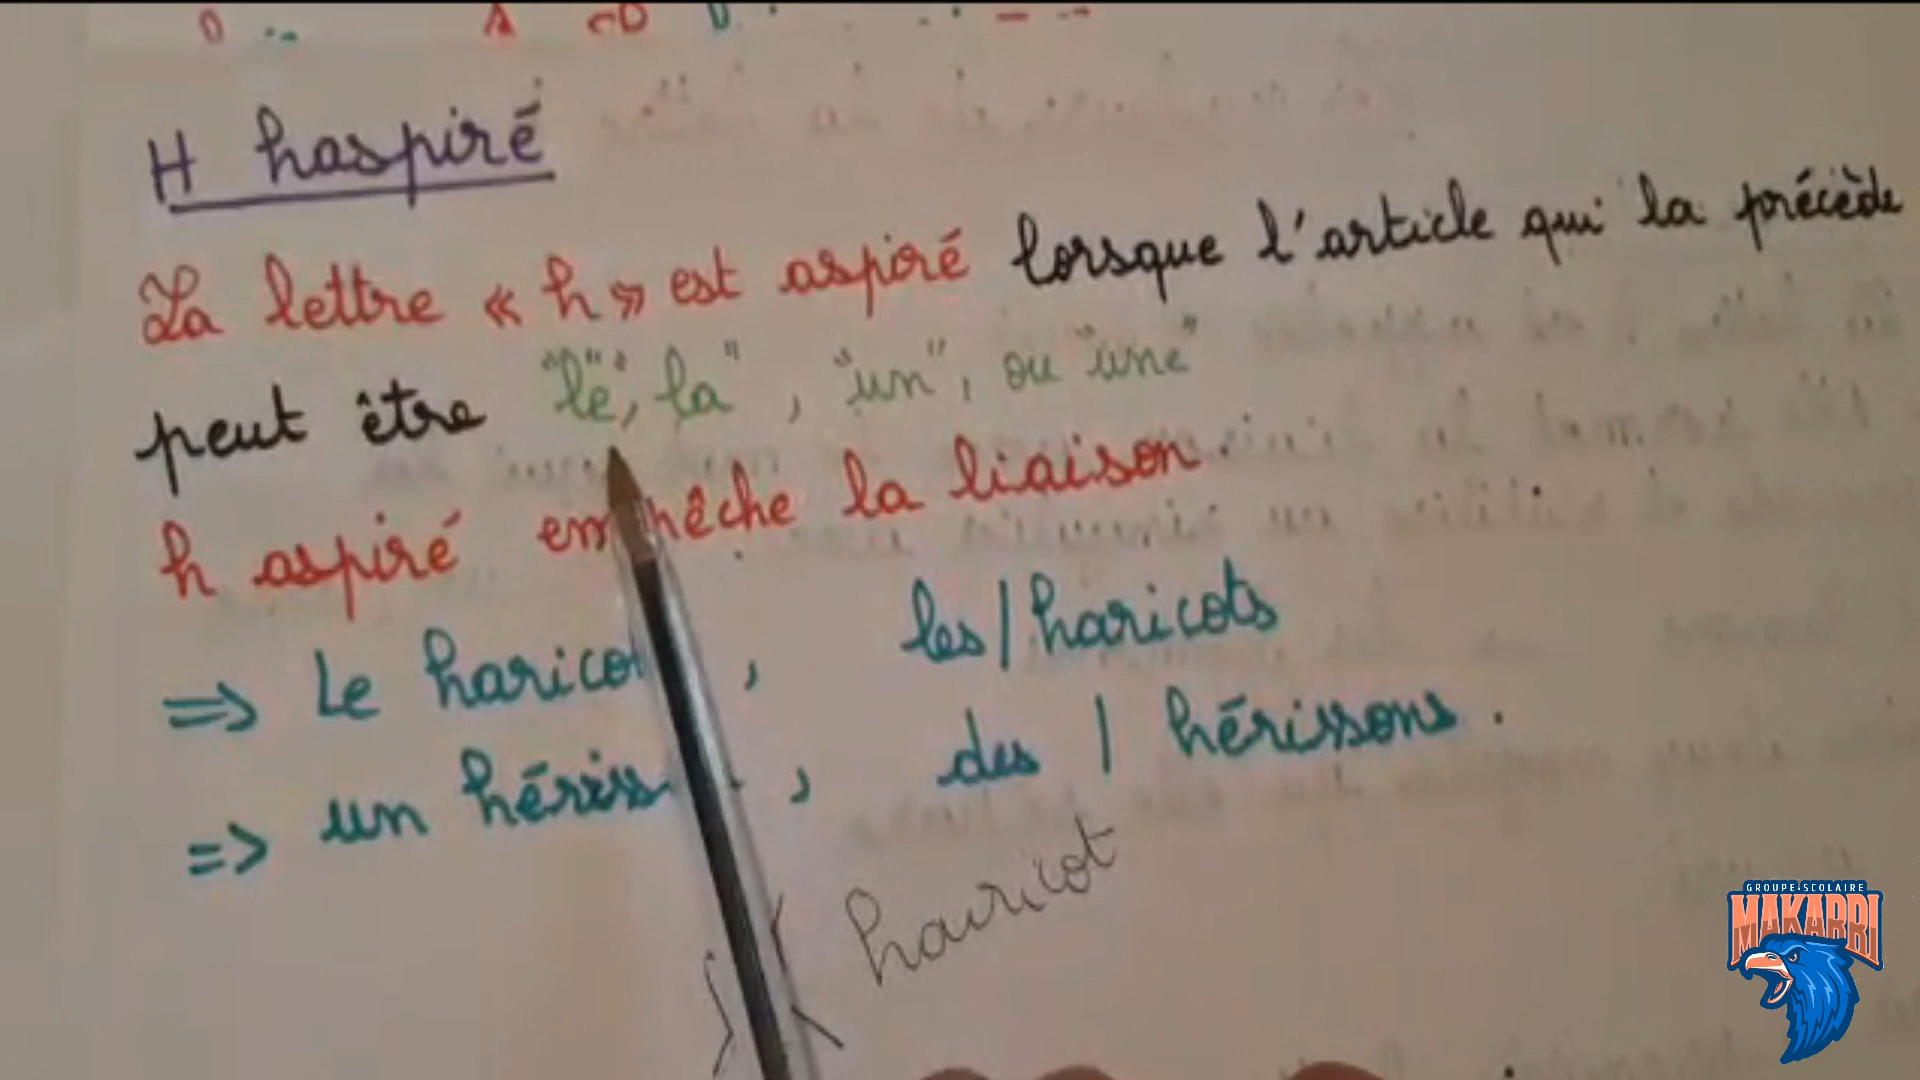 H haspiré
La lettre « h » est aspiré lorsque l'article qui la précède
peut être "le", la", "un", ou "une"
h aspiré empêche la liaison.
=> Le haricot , les/haricots
=> un hériss , des / hérissons.
haricot
GROUPE SCOLAIRE
MAKARRI